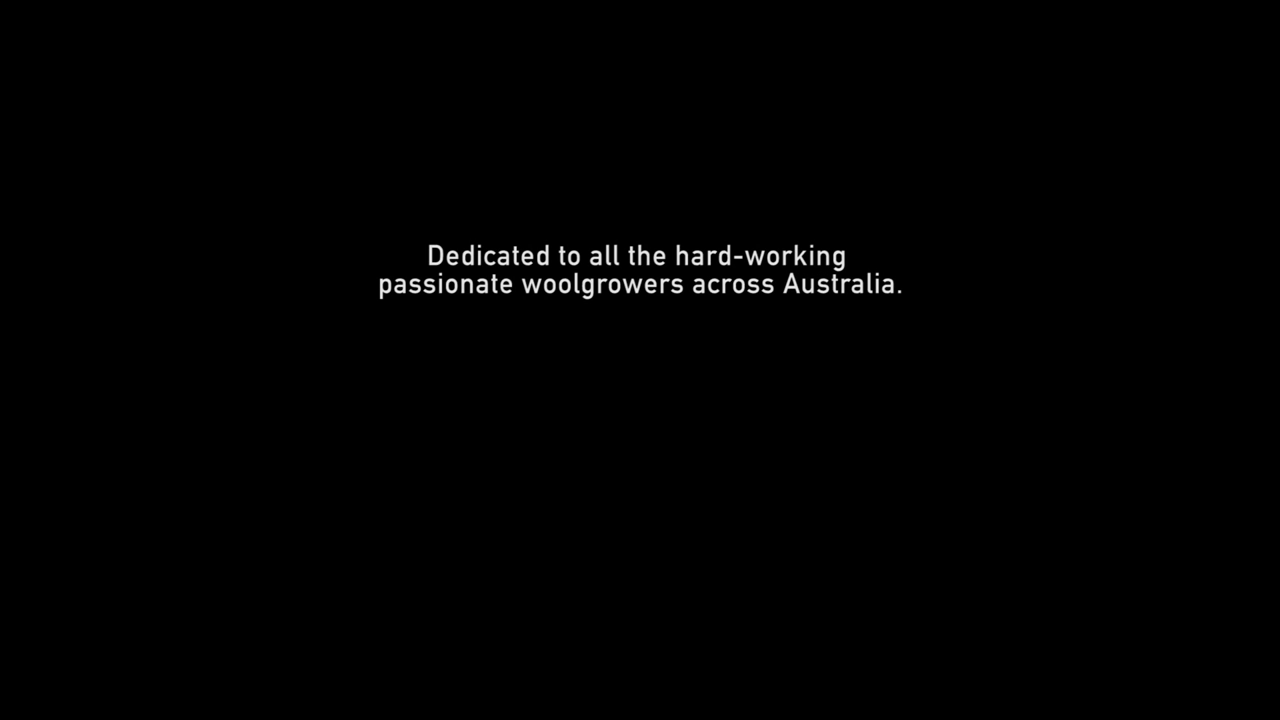 Dedicated to all the hard-working
passionate woolgrowers across Australia.